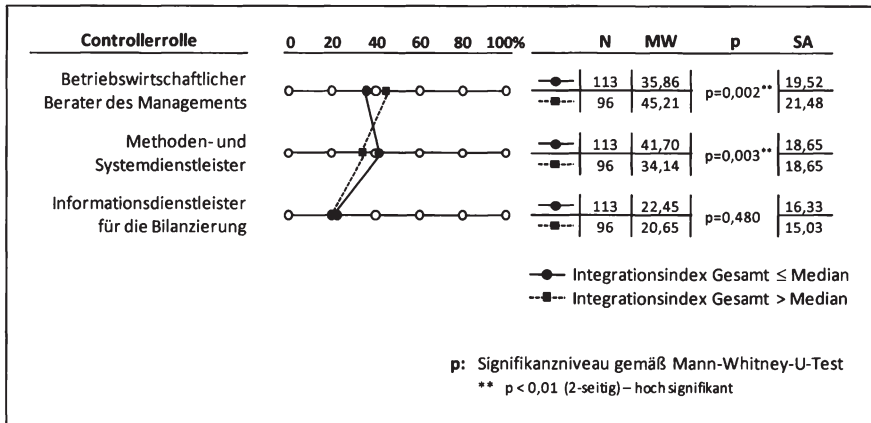 Controllerrolle 0 20 40 60 80 100% N MW p SA
Betriebswirtschaftlicher
Berater des Managements
113 35,86 p=0,002** 19,52
96 45,21 21,48
Methoden- und
Systemdienstleister
113 41,70 p=0,003** 18,65
96 34,14 18,65
Informationsdienstleister
für die Bilanzierung
113 22,45 p=0,480 16,33
96 20,65 15,03
Integrationsindex Gesamt ≤ Median
Integrationsindex Gesamt > Median
p: Signifikanzniveau gemäß Mann-Whitney-U-Test
** p < 0,01 (2-seitig) – hoch signifikant